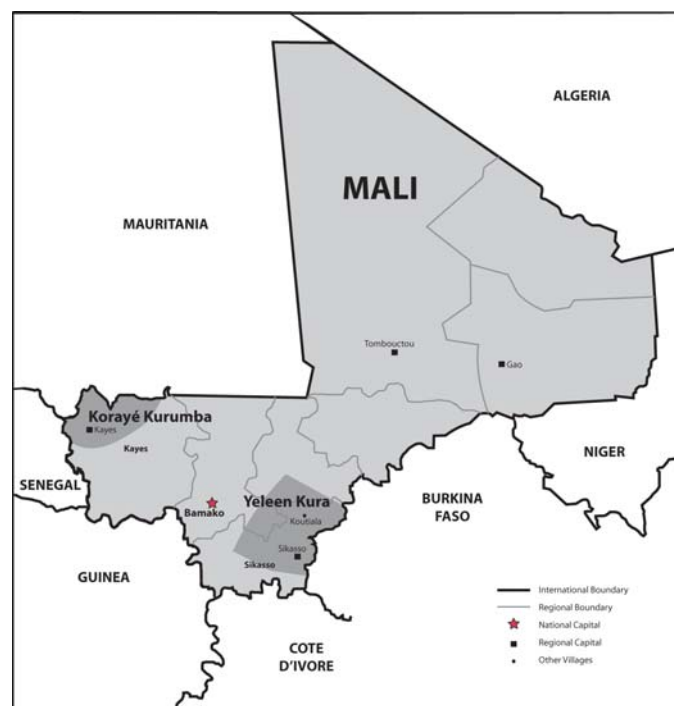 ALGERIA
MALI
MAURITANIA
Tombouctou
Gao
Korayé Kurumba
Kayes
Kayes
NIGER
SENEGAL
Yeleen Kura
BURKINA
FASO
Bamako
Koutiala
Sikasso
Sikasso
GUINEA
COTE
D'IVORE
International Boundary
Regional Boundary
National Capital
Regional Capital
Other Villages